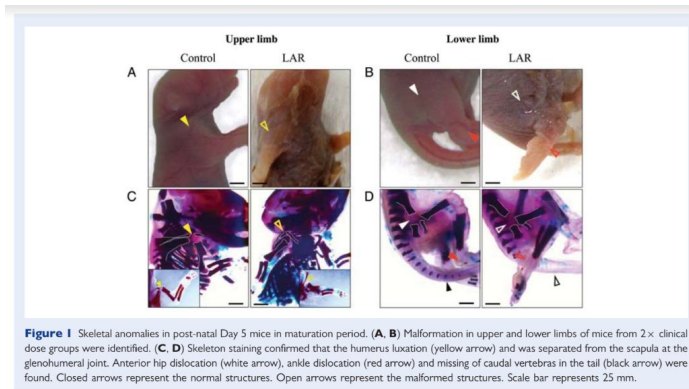 Upper limb
Lower limb
Control
LAR
Control
LAR
A
B
C
D
Figure 1 Skeletal anomalies in post-natal Day 5 mice in maturation period. (A, B) Malformation in upper and lower limbs of mice from 2× clinical
dose groups were identified. (C, D) Skeleton staining confirmed that the humerus luxation (yellow arrow) and was separated from the scapula at the
glenohumeral joint. Anterior hip dislocation (white arrow), ankle dislocation (red arrow) and missing of caudal vertebras in the tail (black arrow) were
found. Closed arrows represent the normal structures. Open arrows represent the malformed structures. Scale bar represents 25 mm.